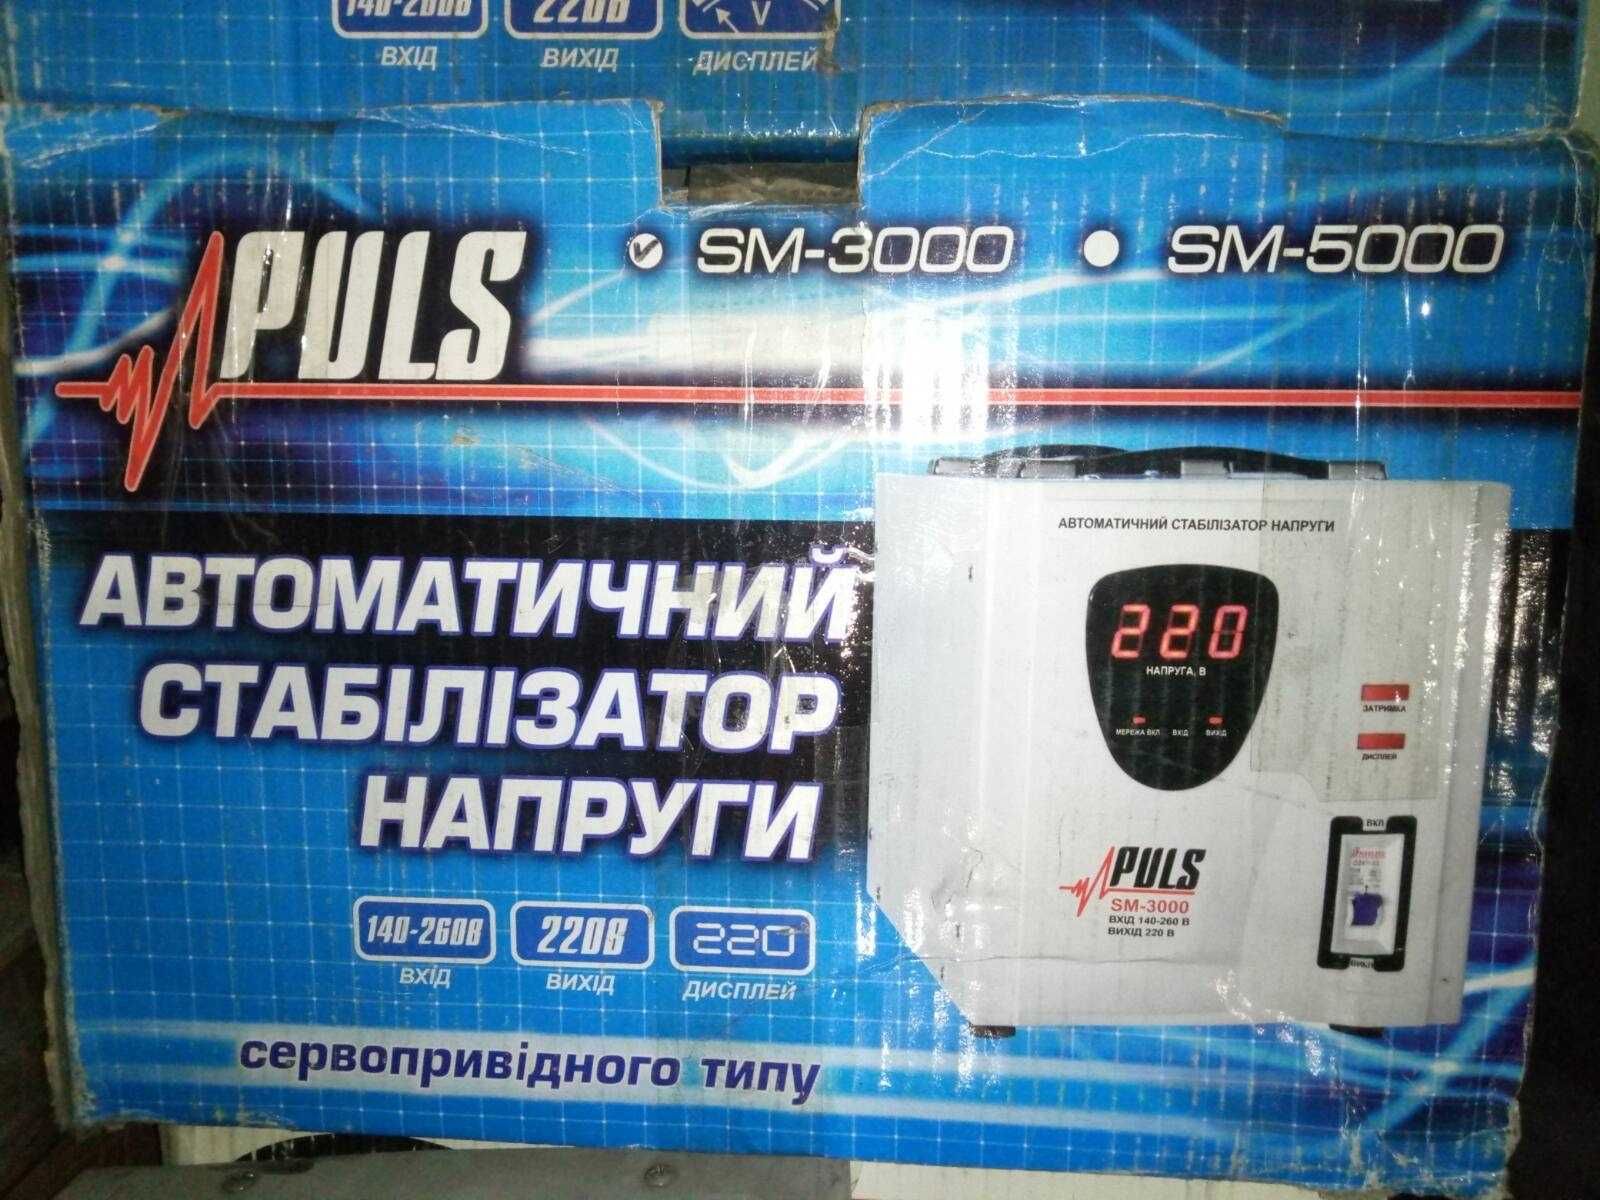 140-260В
220В
V
ВХІД
ВИХІД
ДИСПЛЕЙ
PULS
SM-3000
SM-5000
АВТОМАТИЧНИЙ
СТАБІЛІЗАТОР
НАПРУГИ
140-260В
220В
220
ВХІД
ВИХІД
ДИСПЛЕЙ
сервопривідного типу
АВТОМАТИЧНИЙ СТАБІЛІЗАТОР НАПРУГИ
220
НАПРУГА, В
МЕРЕЖА ВКЛ
ВХІД
ВИХІД
ЗАТРИМКА
ДИСПЛЕЙ
PULS
SM-3000
ВХІД 140-260 В
ВИХІД 220 В
ВКЛ
ВИКЛ